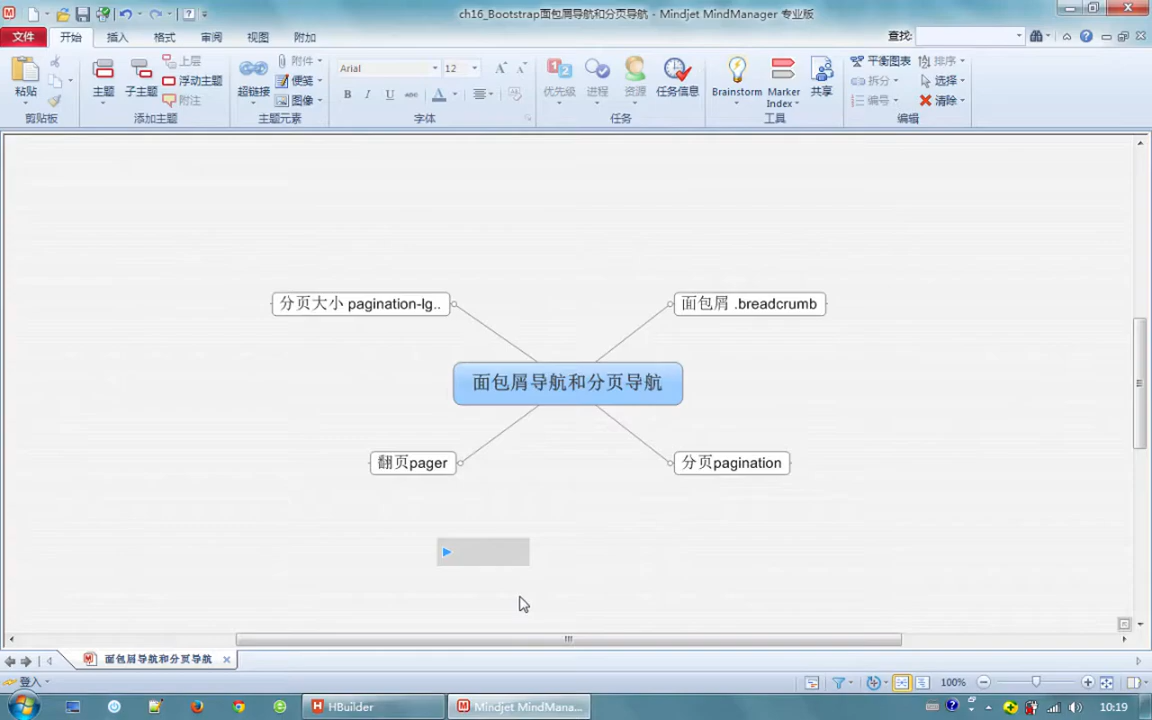 ch16_Bootstrap面包屑导航和分页导航 - Mindjet MindManager 专业版
文件 开始 插入 格式 审阅 视图 附加 查找:
粘贴 主题 子主题 上层 浮动主题 附注 超链接 附件 便笺 图像 Arial 12 优先级 进程 资源 任务信息 Brainstorm Marker Index 共享 平衡图表 排序 拆分 选择 编号 清除
B I U abc A
剪贴板 添加主题 主题元素 字体 任务 工具 编辑
分页大小 pagination-lg.. 面包屑 .breadcrumb
面包屑导航和分页导航
翻页pager 分页pagination
面包屑导航和分页导航
登入 100%
HBuilder Mindjet MindMana... 10:19